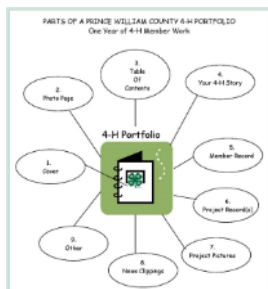 PARTS OF A PRINCE WILLIAM COUNTY 4-H PORTFOLIO
One Year of 4-H Member Work
3.
Table
Of
Contents
2.
Photo Page
4.
Your 4-H Story
4-H Portfolio
1.
Cover
5.
Member Record
6.
Project Record(s)
9.
Other
7.
Project Pictures
8.
News Clippings